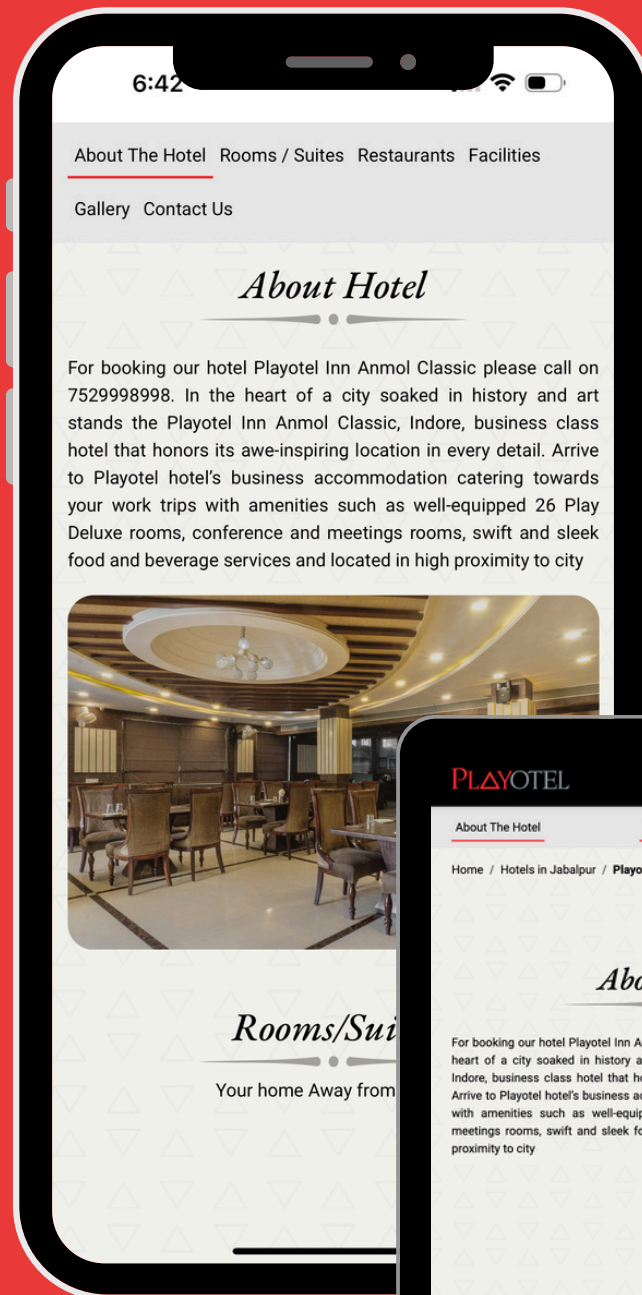 6:42
About The Hotel Rooms / Suites Restaurants Facilities
Gallery Contact Us
About Hotel
For booking our hotel Playotel Inn Anmol Classic please call on
7529998998. In the heart of a city soaked in history and art
stands the Playotel Inn Anmol Classic, Indore, business class
hotel that honors its awe-inspiring location in every detail. Arrive
to Playotel hotel's business accommodation catering towards
your work trips with amenities such as well-equipped 26 Play
Deluxe rooms, conference and meetings rooms, swift and sleek
food and beverage services and located in high proximity to city
Rooms/Sui
Your home Away from
PLAYOTEL
About The Hotel
Home / Hotels in Jabalpur / Playo
Abo
For booking our hotel Playotel Inn A
heart of a city soaked in history a
Indore, business class hotel that h
Arrive to Playotel hotel's business a
with amenities such as well-equip
meetings rooms, swift and sleek fo
proximity to city